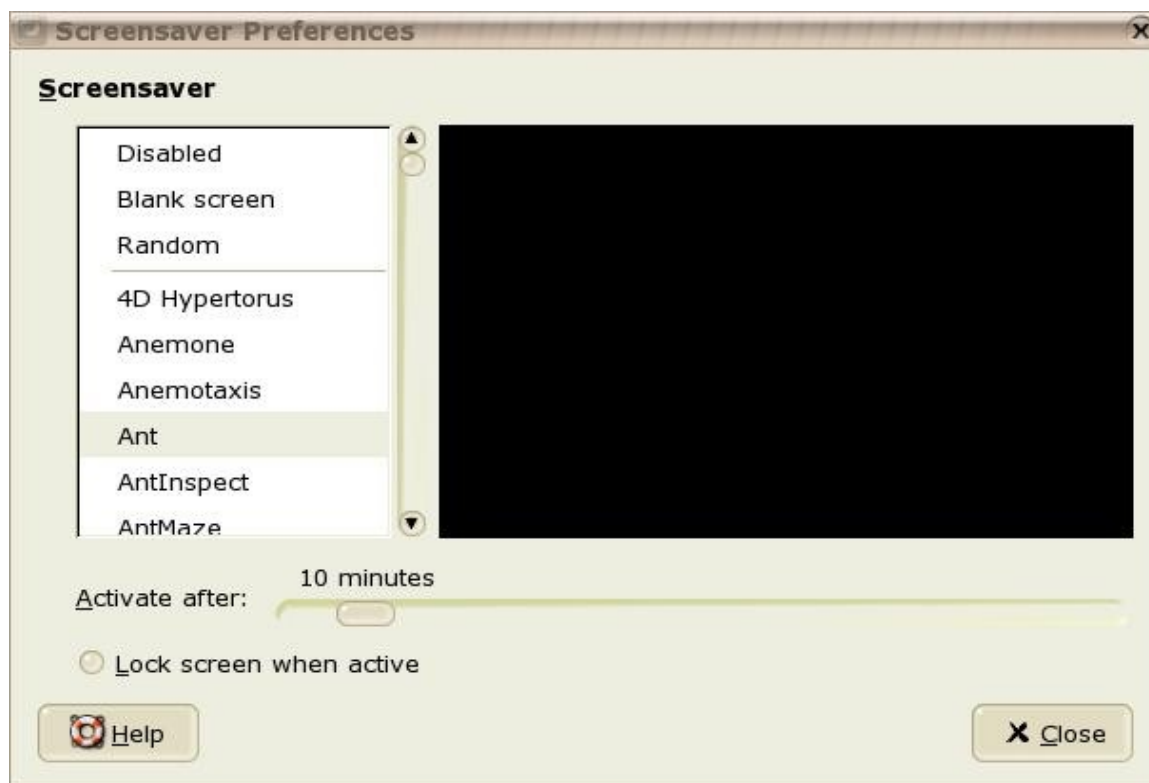 Screensaver Preferences
Screensaver
Disabled
Blank screen
Random
4D Hypertorus
Anemone
Anemotaxis
Ant
AntInspect
AntMaze
10 minutes
Activate after:
Lock screen when active
Help
Close